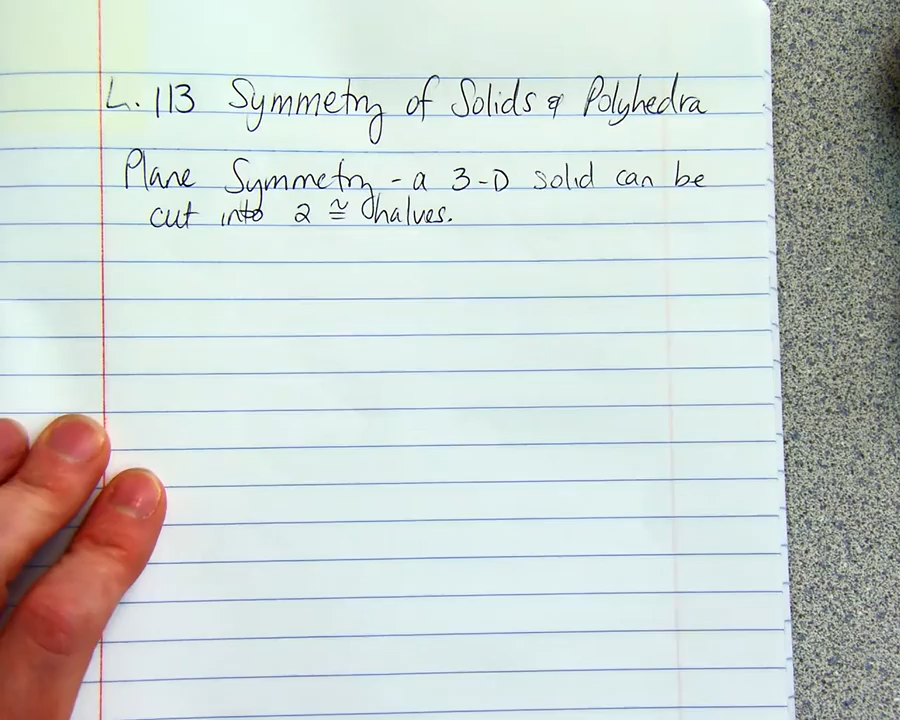 L. 113 Symmetry of Solids & Polyhedra
Plane Symmetry - a 3-D solid can be
cut into 2 ≅ halves.